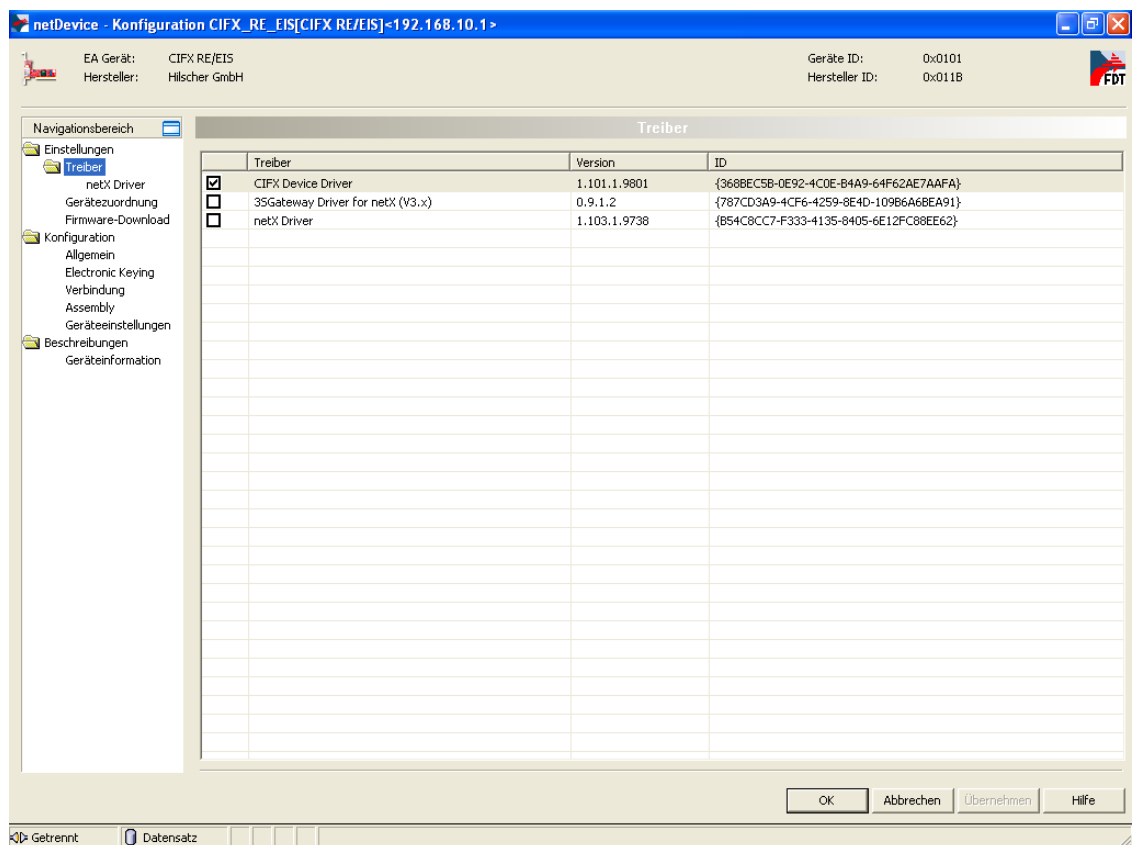 netDevice - Konfiguration CIFX_RE_EIS[CIFX RE/EIS]<192.168.10.1>
EA Gerät: CIFX RE/EIS Geräte ID: 0x0101
Hersteller: Hilscher GmbH Hersteller ID: 0x011B
FDT
Navigationsbereich
Einstellungen
Treiber
netX Driver
Gerätezuordnung
Firmware-Download
Konfiguration
Allgemein
Electronic Keying
Verbindung
Assembly
Geräteeinstellungen
Beschreibungen
Geräteinformation
Treiber
Treiber Version ID
CIFX Device Driver 1.101.1.9801 {368BEC5B-0E92-4C0E-B4A9-64F62AE7AAFA}
3SGateway Driver for netX (V3.x) 0.9.1.2 {787CD3A9-4CF6-4259-8E4D-109B6A6BEA91}
netX Driver 1.103.1.9738 {B54C8CC7-F333-4135-8405-6E12FC88EE62}
OK Abbrechen Übernehmen Hilfe
Getrennt Datensatz